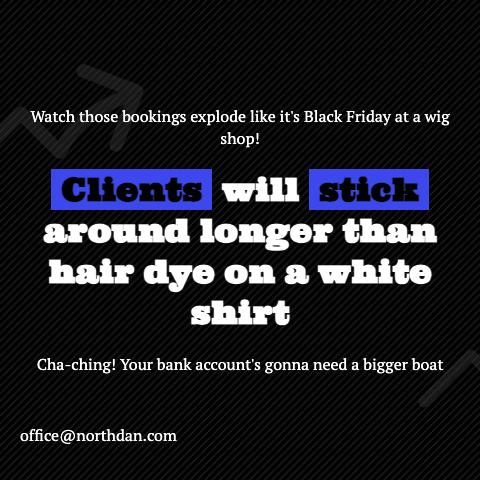 Watch those bookings explode like it's Black Friday at a wig
shop!
Clients will stick
around longer than
hair dye on a white
shirt
Cha-ching! Your bank account's gonna need a bigger boat
office@northdan.com